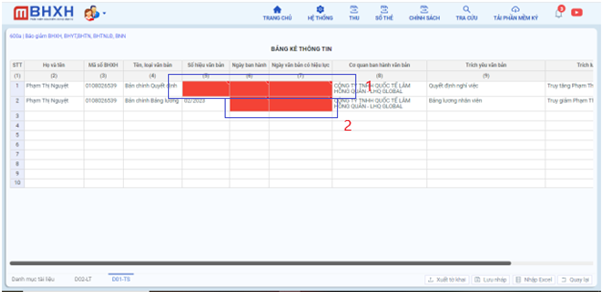 mBHXH
TRANG CHỦ HỆ THỐNG THU SỔ THẺ CHÍNH SÁCH TRA CỨU TẢI PHẦN MỀM KÝ
600a | Báo giảm BHXH, BHYT,BHTN, BHTNLĐ, BNN
BẢNG KÊ THÔNG TIN
STT Họ và tên Mã số BHXH Tên, loại văn bản Số hiệu văn bản Ngày ban hành Ngày văn bản có hiệu lực Cơ quan ban hành văn bản Trích yếu văn bản Trích
(1) (2) (3) (4) (5) (6) (7) (8) (9)
1 Phạm Thị Nguyệt 0108026539 Bản chính Quyết định CÔNG TY TNHH QUỐC TẾ LÂM HỒNG QUÂN - LHQ GLOBAL Quyết định nghỉ việc Truy tăng Phạm Th
1
2 Phạm Thị Nguyệt 0108026539 Bản chính Bảng lương 02/2023 CÔNG TY TNHH QUỐC TẾ LÂM HỒNG QUÂN - LHQ GLOBAL Bảng lương nhân viên Truy giảm Phạm Th
2
3
4
5
6
7
8
9
10
Danh mục tài liệu D02-LT D01-TS Xuất tờ khai Lưu nháp Nhập Excel Quay lại